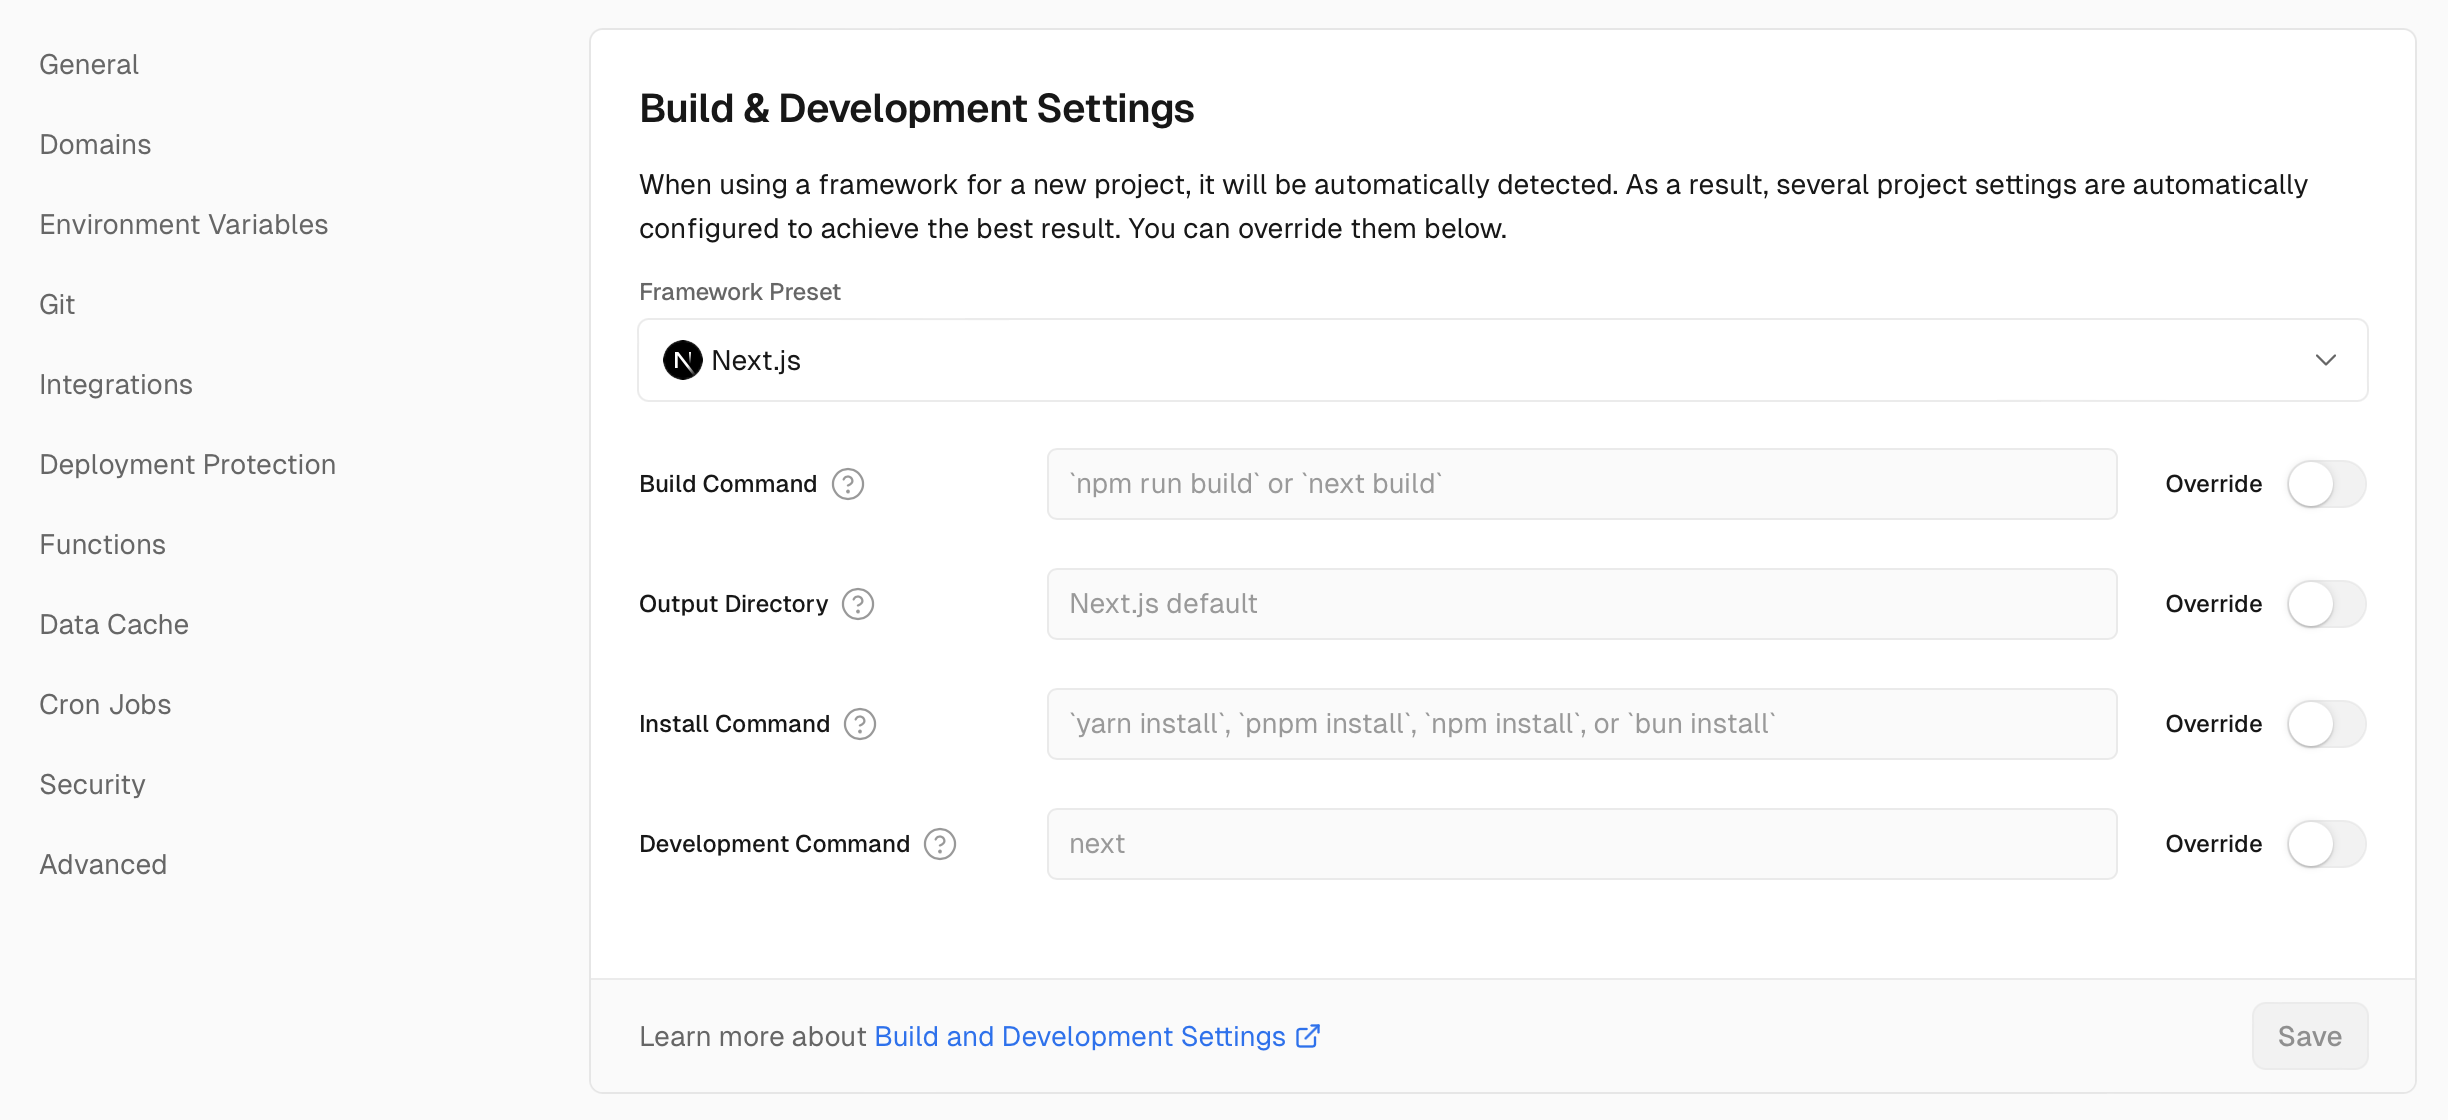 General
Domains
Environment Variables
Git
Integrations
Deployment Protection
Functions
Data Cache
Cron Jobs
Security
Advanced
Build & Development Settings
When using a framework for a new project, it will be automatically detected. As a result, several project settings are automatically
configured to achieve the best result. You can override them below.
Framework Preset
N Next.js
Build Command ? `npm run build` or `next build` Override
Output Directory ? Next.js default Override
Install Command ? `yarn install`, `pnpm install`, `npm install`, or `bun install` Override
Development Command ? next Override
Learn more about Build and Development Settings
Save